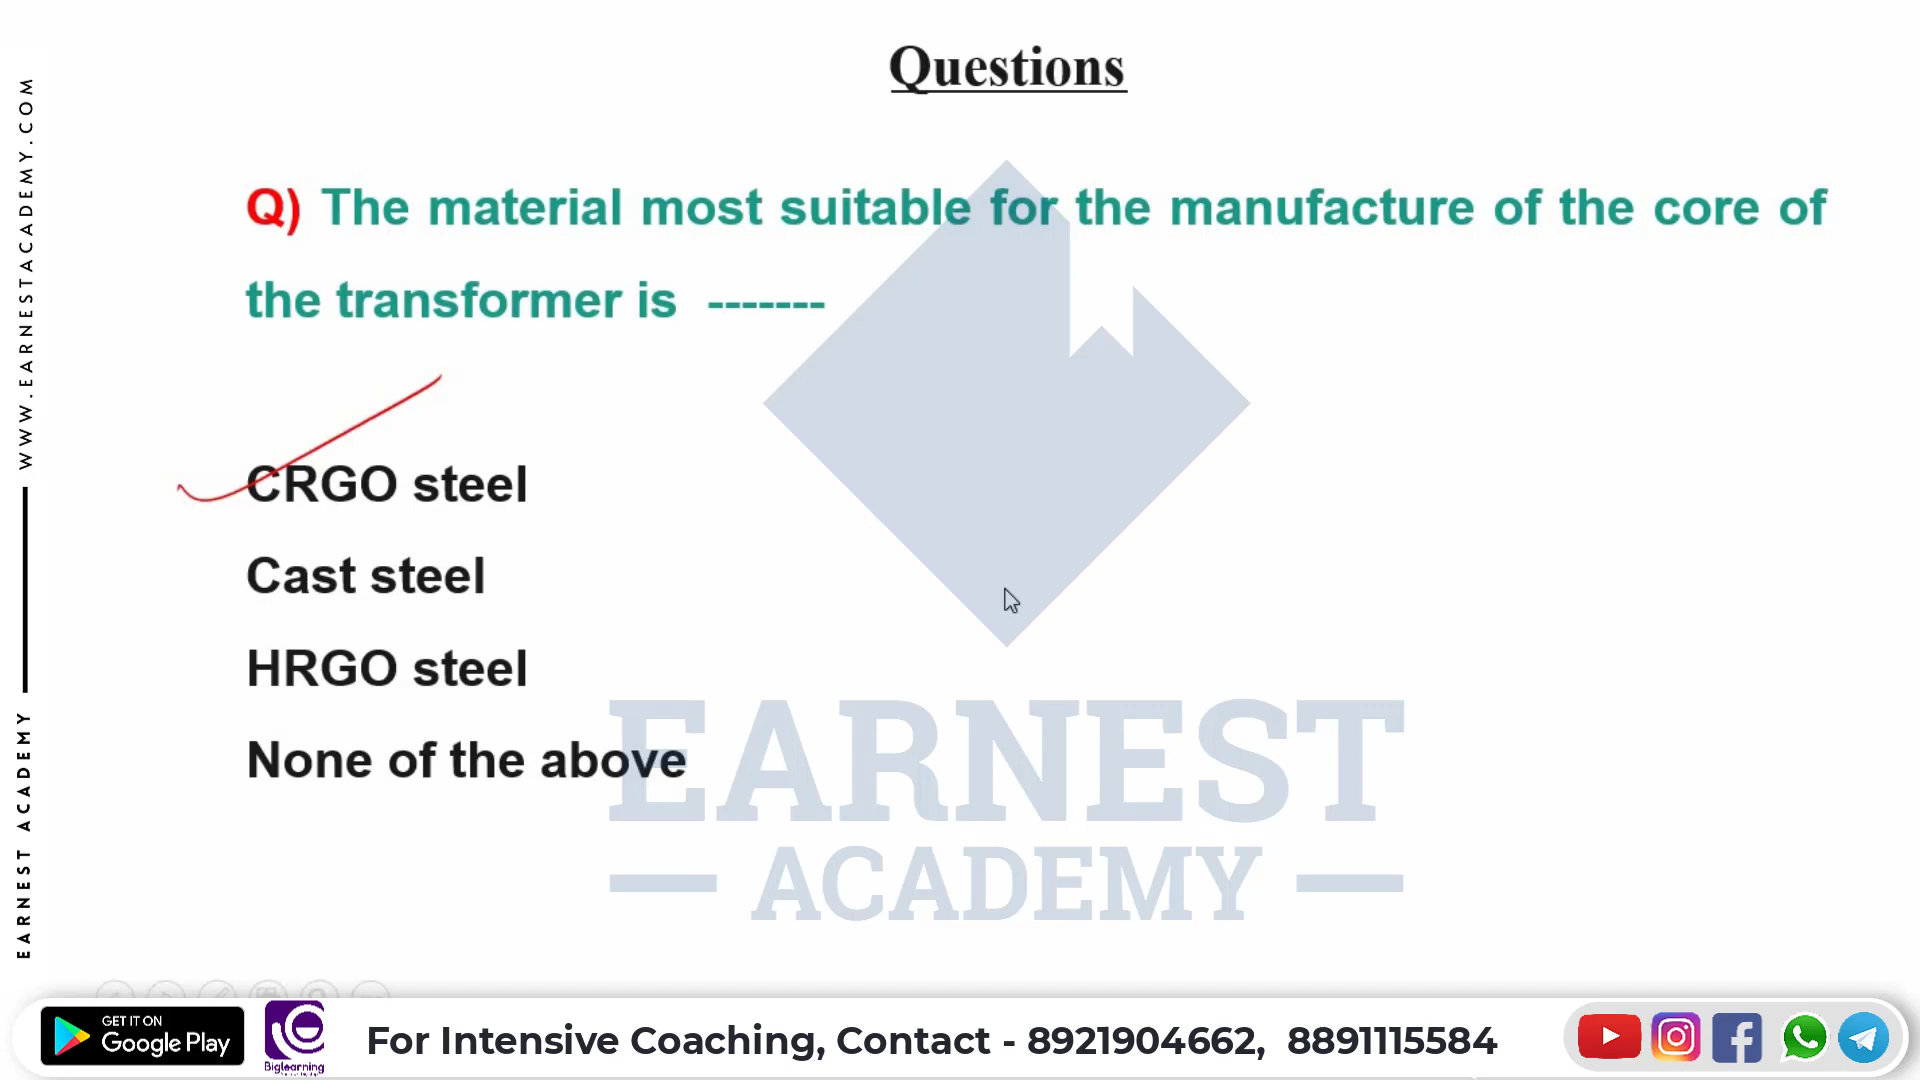 Questions
Q) The material most suitable for the manufacture of the core of
the transformer is -------
CRGO steel
Cast steel
HRGO steel
None of the above
EARNEST
ACADEMY
WWW.EARNESTACADEMY.COM
EARNEST ACADEMY
GET IT ON
Google Play
Biglearning
For Intensive Coaching, Contact - 8921904662, 8891115584